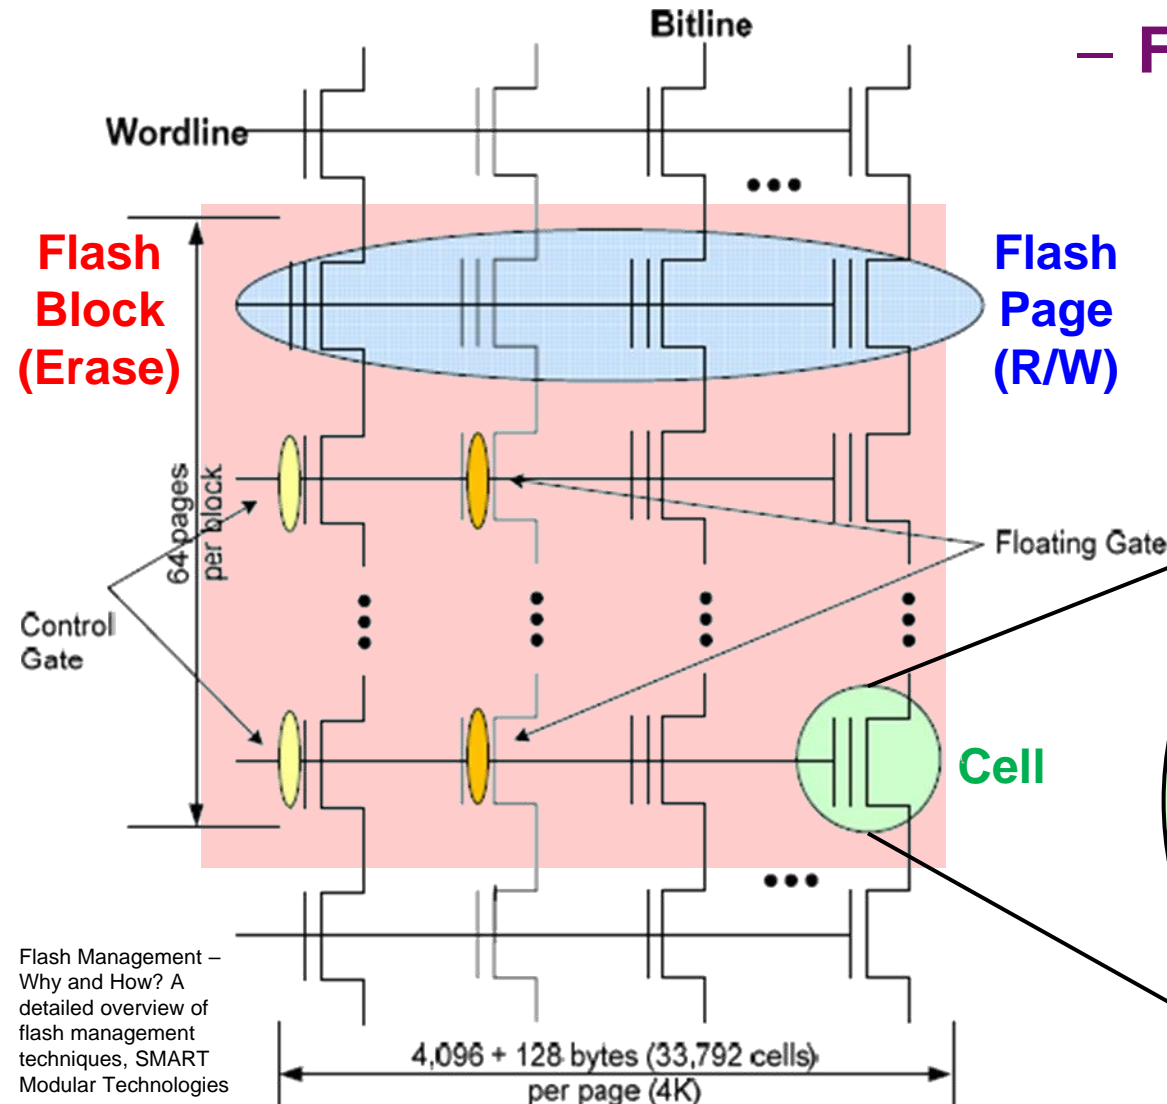 Bitline
– F
Wordline
Flash
Block
(Erase)
Flash
Page
(R/W)
64 pages
per block
Floating Gate
Control
Gate
Cell
Flash Management –
Why and How? A
detailed overview of
flash management
techniques, SMART
Modular Technologies
4,096 + 128 bytes (33,792 cells)
per page (4K)